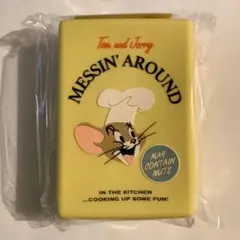 Tom and Jerry
MESSIN' AROUND
MAY
CONTAIN
NUTS
IN THE KITCHEN
...COOKING UP SOME FUN!